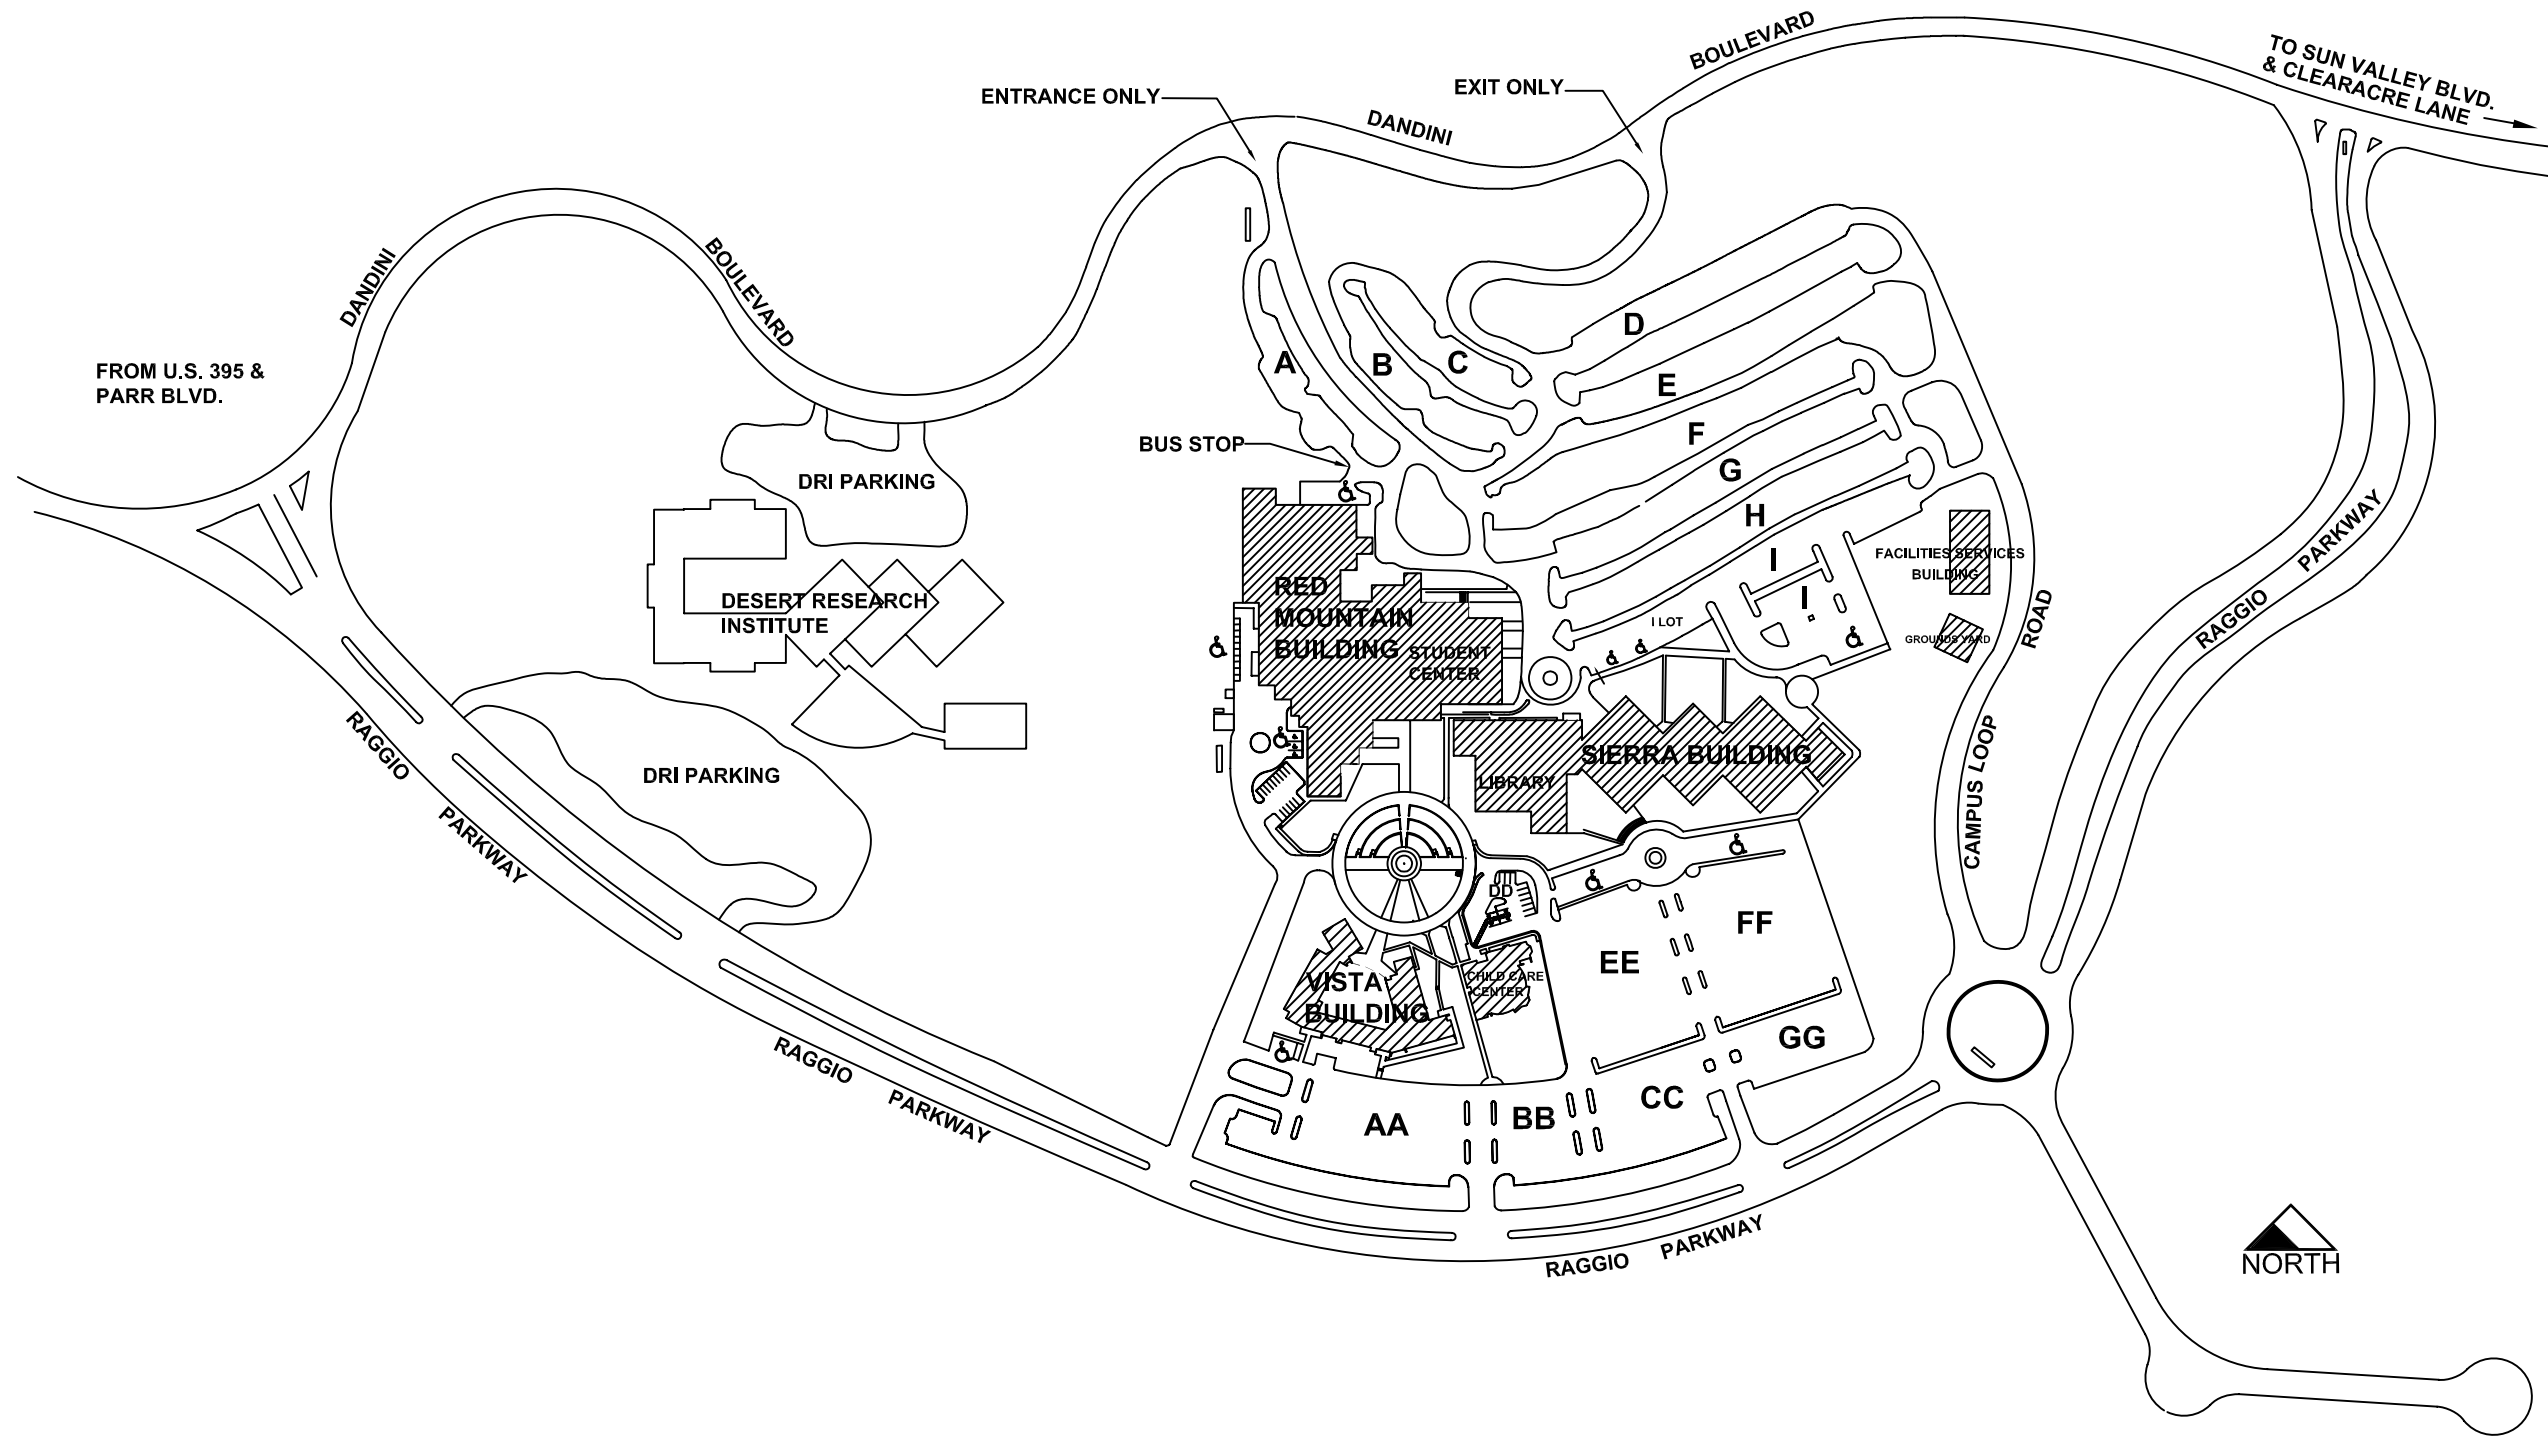 TO SUN VALLEY BLVD.
& CLEARACRE LANE
BOULEVARD
EXIT ONLY
ENTRANCE ONLY
DANDINI
DANDINI
BOULEVARD
FROM U.S. 395 &
PARR BLVD.
D
A
B
C
E
F
BUS STOP
G
DRI PARKING
H
RAGGIO PARKWAY
I
FACILITIES SERVICES
BUILDING
I
DESERT RESEARCH
INSTITUTE
RED
MOUNTAIN
BUILDING
STUDENT
CENTER
I LOT
GROUNDS YARD
CAMPUS LOOP ROAD
RAGGIO PARKWAY
SIERRA BUILDING
LIBRARY
DRI PARKING
DD
FF
EE
VISTA
BUILDING
CHILD CARE
CENTER
GG
RAGGIO PARKWAY
CC
BB
AA
RAGGIO PARKWAY
NORTH